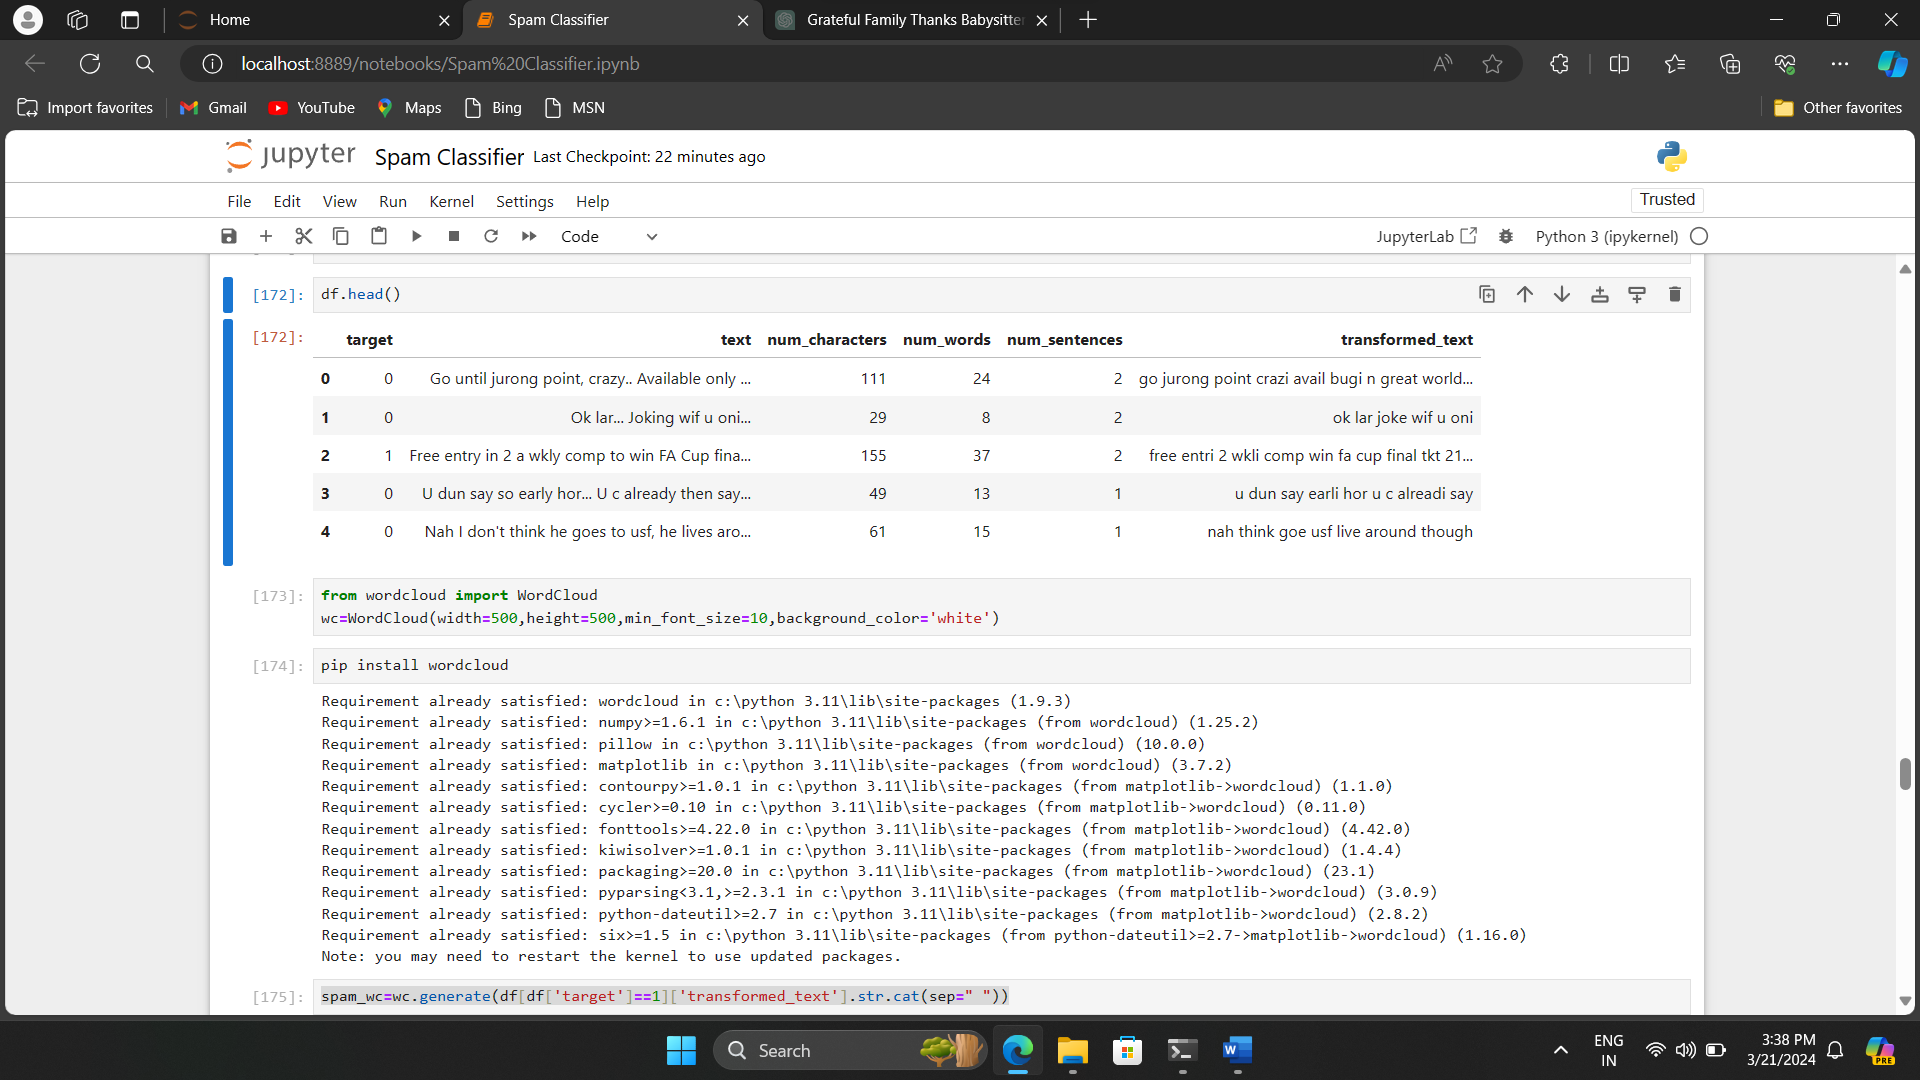 Home
Spam Classifier
Grateful Family Thanks Babysitter
localhost:8889/notebooks/Spam%20Classifier.ipynb
Import favorites Gmail YouTube Maps Bing MSN Other favorites
jupyter Spam Classifier Last Checkpoint: 22 minutes ago
File Edit View Run Kernel Settings Help Trusted
Code JupyterLab Python 3 (ipykernel)
[172]: df.head()
[172]: target text num_characters num_words num_sentences transformed_text
0 0 Go until jurong point, crazy.. Available only ... 111 24 2 go jurong point crazi avail bugi n great world...
1 0 Ok lar... Joking wif u oni... 29 8 2 ok lar joke wif u oni
2 1 Free entry in 2 a wkly comp to win FA Cup fina... 155 37 2 free entri 2 wkli comp win fa cup final tkt 21...
3 0 U dun say so early hor... U c already then say... 49 13 1 u dun say earli hor u c alreadi say
4 0 Nah I don't think he goes to usf, he lives aro... 61 15 1 nah think goe usf live around though
[173]: from wordcloud import WordCloud
wc=WordCloud(width=500,height=500,min_font_size=10,background_color='white')
[174]: pip install wordcloud
Requirement already satisfied: wordcloud in c:\python 3.11\lib\site-packages (1.9.3)
Requirement already satisfied: numpy>=1.6.1 in c:\python 3.11\lib\site-packages (from wordcloud) (1.25.2)
Requirement already satisfied: pillow in c:\python 3.11\lib\site-packages (from wordcloud) (10.0.0)
Requirement already satisfied: matplotlib in c:\python 3.11\lib\site-packages (from wordcloud) (3.7.2)
Requirement already satisfied: contourpy>=1.0.1 in c:\python 3.11\lib\site-packages (from matplotlib->wordcloud) (1.1.0)
Requirement already satisfied: cycler>=0.10 in c:\python 3.11\lib\site-packages (from matplotlib->wordcloud) (0.11.0)
Requirement already satisfied: fonttools>=4.22.0 in c:\python 3.11\lib\site-packages (from matplotlib->wordcloud) (4.42.0)
Requirement already satisfied: kiwisolver>=1.0.1 in c:\python 3.11\lib\site-packages (from matplotlib->wordcloud) (1.4.4)
Requirement already satisfied: packaging>=20.0 in c:\python 3.11\lib\site-packages (from matplotlib->wordcloud) (23.1)
Requirement already satisfied: pyparsing<3.1,>=2.3.1 in c:\python 3.11\lib\site-packages (from matplotlib->wordcloud) (3.0.9)
Requirement already satisfied: python-dateutil>=2.7 in c:\python 3.11\lib\site-packages (from matplotlib->wordcloud) (2.8.2)
Requirement already satisfied: six>=1.5 in c:\python 3.11\lib\site-packages (from python-dateutil>=2.7->matplotlib->wordcloud) (1.16.0)
Note: you may need to restart the kernel to use updated packages.
[175]: spam_wc=wc.generate(df[df['target']==1]['transformed_text'].str.cat(sep=" "))
Search
ENG
IN
3:38 PM
3/21/2024
PRE